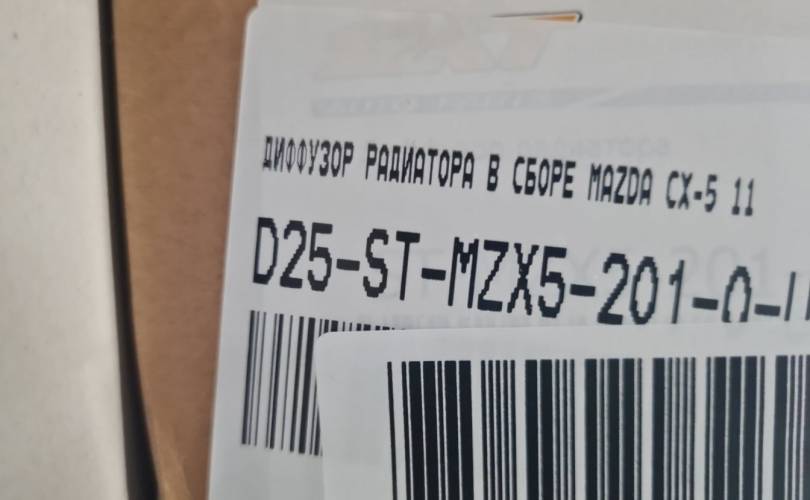 ДИФФУЗОР РАДИАТОРА В СБОРЕ MAZDA CX-5 11
D25-ST-MZX5-201-0-